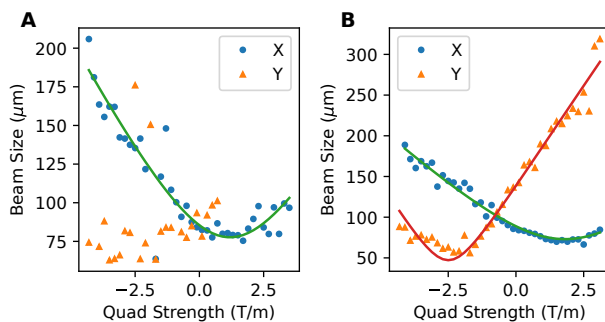 A
200
175
150
125
100
75
−2.5
0.0
2.5
Beam Size (μm)
Quad Strength (T/m)
X
Y
B
300
250
200
150
100
50
−2.5
0.0
2.5
Beam Size (μm)
Quad Strength (T/m)
X
Y